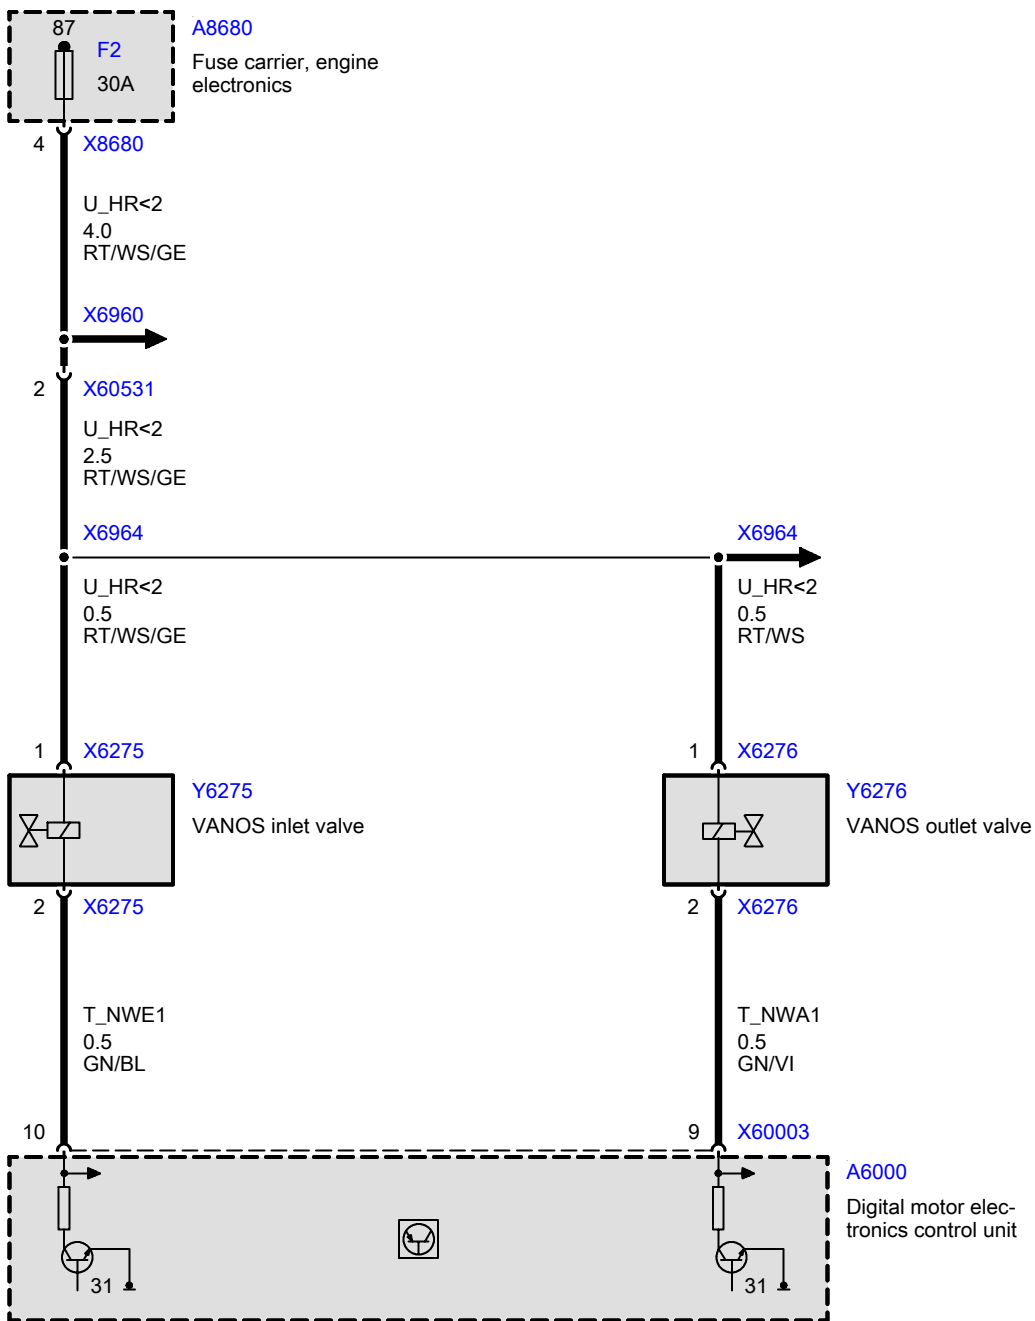 87
F2
30A
A8680
Fuse carrier, engine
electronics
4 X8680
U_HR<2
4.0
RT/WS/GE
X6960
2 X60531
U_HR<2
2.5
RT/WS/GE
X6964
X6964
U_HR<2
0.5
RT/WS/GE
U_HR<2
0.5
RT/WS
1 X6275
1 X6276
Y6275
VANOS inlet valve
Y6276
VANOS outlet valve
2 X6275
2 X6276
T_NWE1
0.5
GN/BL
T_NWA1
0.5
GN/VI
10
9 X60003
A6000
Digital motor elec-
tronics control unit
31
31